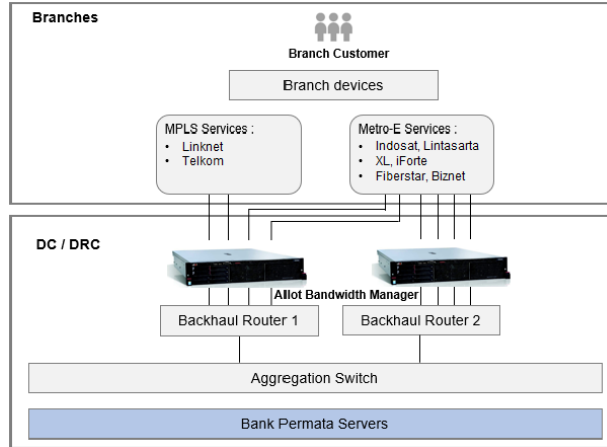 Branches
Branch Customer
Branch devices
MPLS Services :
• Linknet
• Telkom
Metro-E Services :
• Indosat, Lintasarta
• XL, iForte
• Fiberstar, Biznet
DC / DRC
Allot Bandwidth Manager
Backhaul Router 1
Backhaul Router 2
Aggregation Switch
Bank Permata Servers